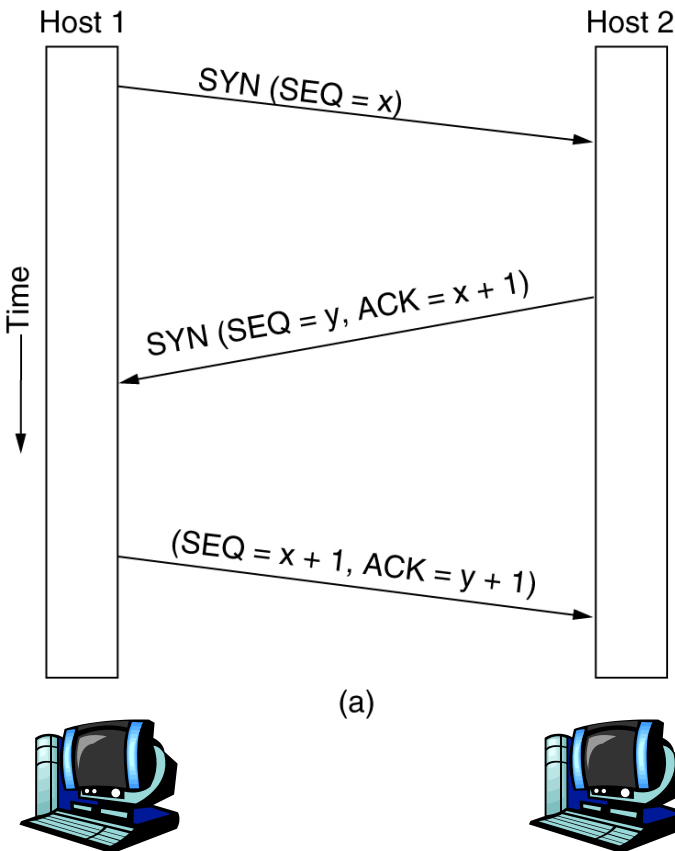 Host 1
Host 2
SYN (SEQ = x)
SYN (SEQ = y, ACK = x + 1)
Time
(SEQ = x + 1, ACK = y + 1)
(a)